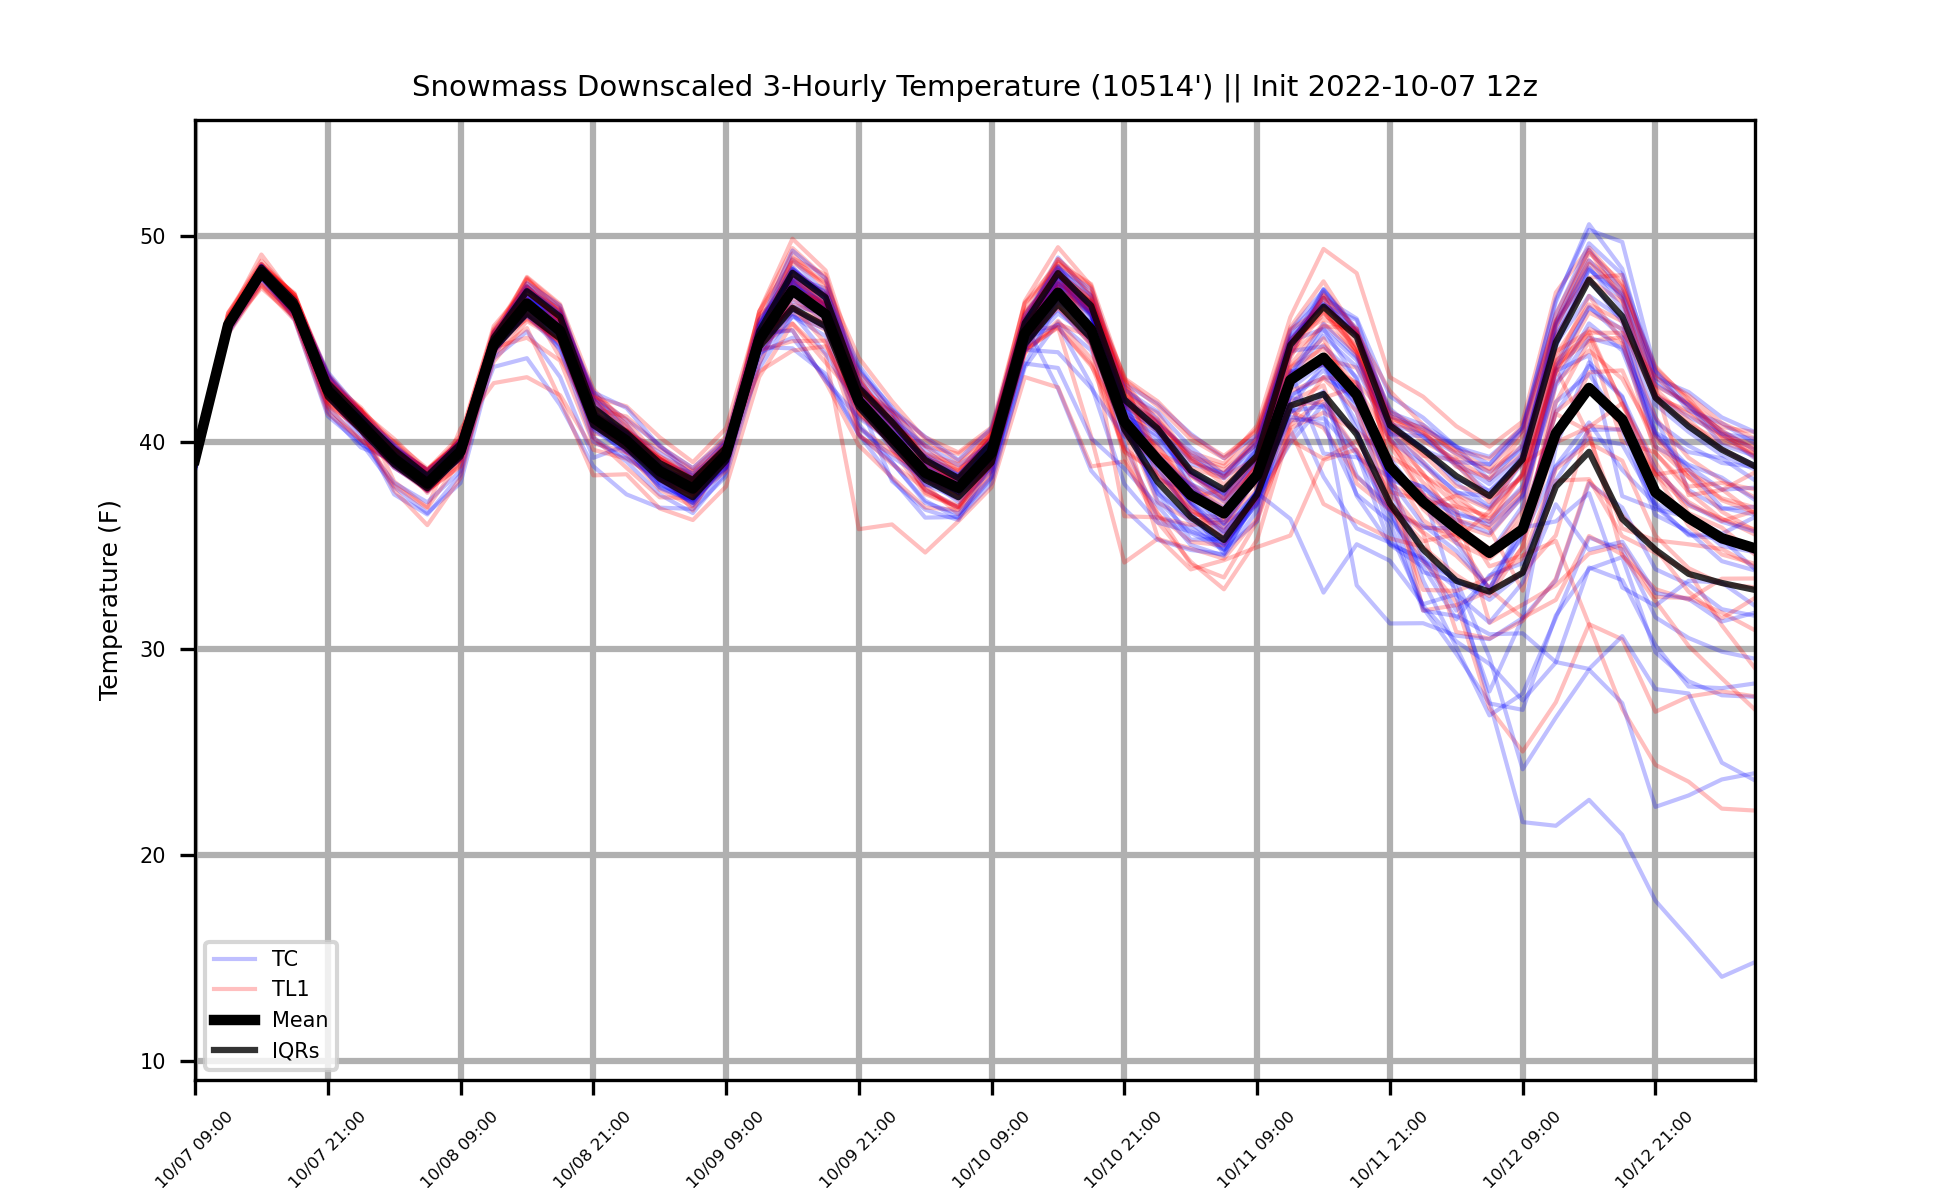 Snowmass Downscaled 3-Hourly Temperature (10514') || Init 2022-10-07 12z
Temperature (F)
50
40
30
20
10
TC
TL1
Mean
IQRs
10/07 09:00
10/07 21:00
10/08 09:00
10/08 21:00
10/09 09:00
10/09 21:00
10/10 09:00
10/10 21:00
10/11 09:00
10/11 21:00
10/12 09:00
10/12 21:00